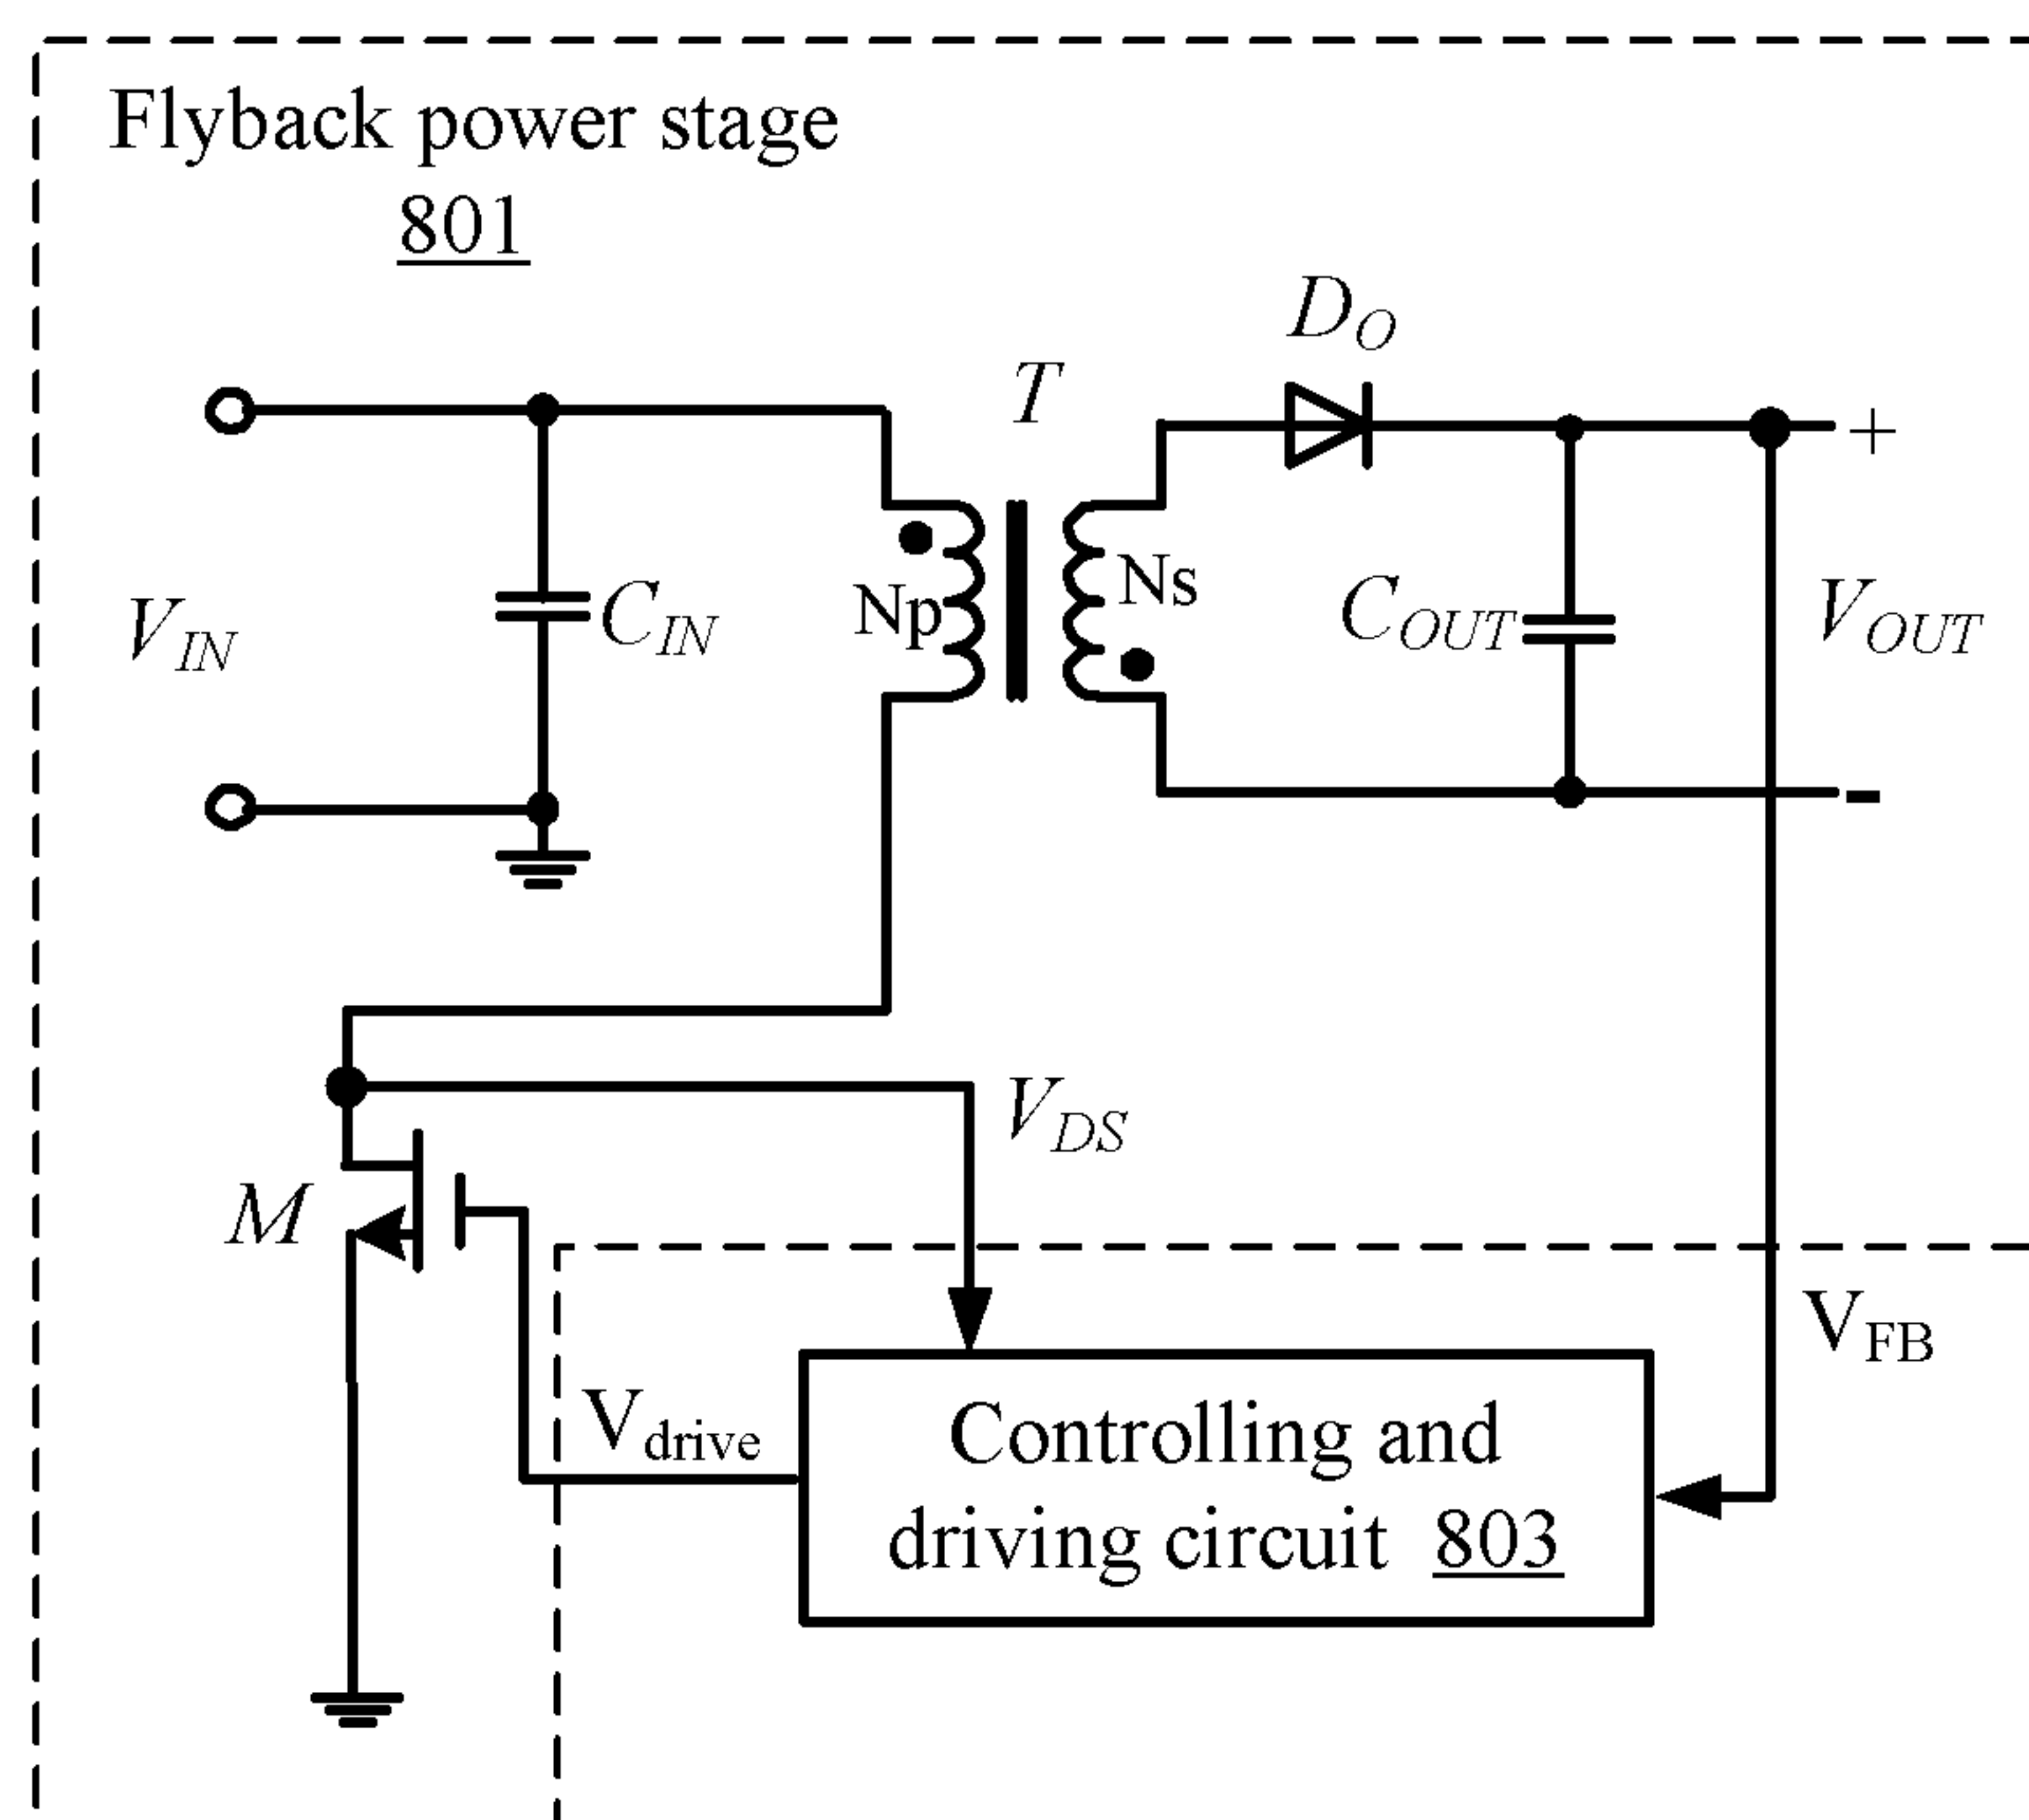 Flyback power stage
801
D_O
T
+
V_IN
C_IN
Np
Ns
C_OUT
V_OUT
-
V_DS
M
V_FB
V_drive
Controlling and
driving circuit 803